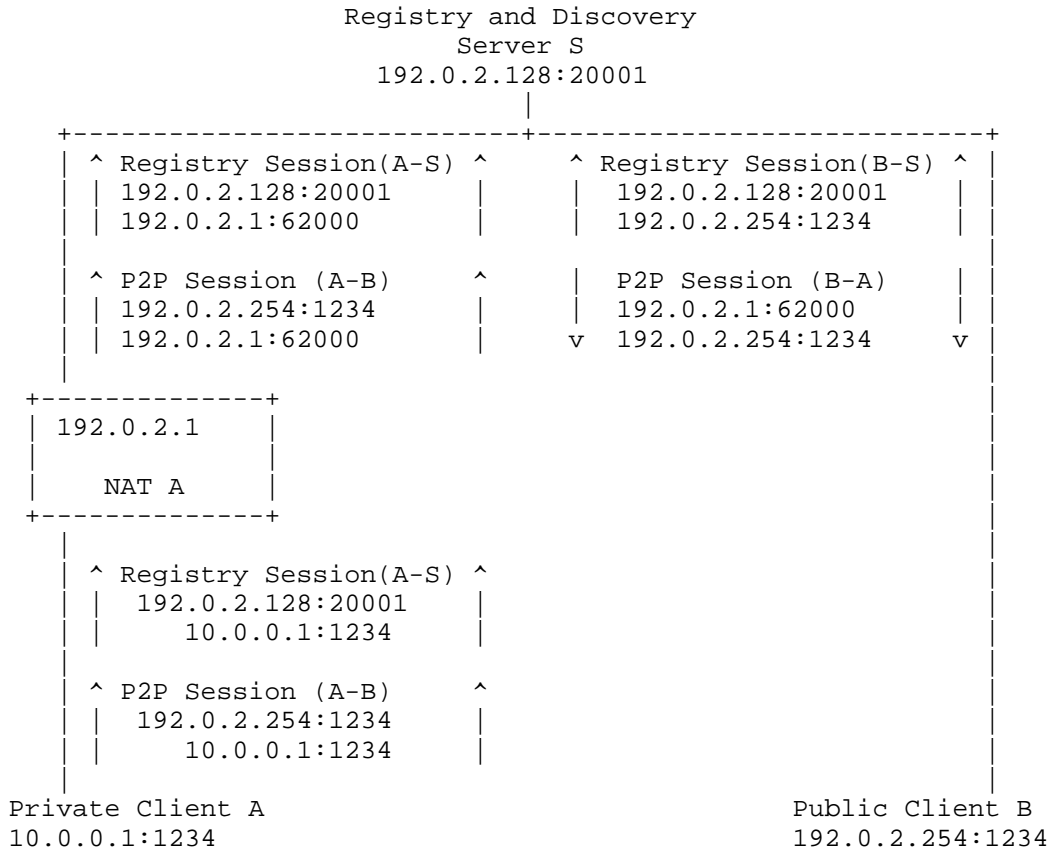 Registry and Discovery
Server S
192.0.2.128:20001
^ Registry Session(A-S) ^ ^ Registry Session(B-S) ^
192.0.2.128:20001 192.0.2.128:20001
192.0.2.1:62000 192.0.2.254:1234
^ P2P Session (A-B) ^ P2P Session (B-A)
192.0.2.254:1234 192.0.2.1:62000
192.0.2.1:62000 v 192.0.2.254:1234 v
192.0.2.1
NAT A
^ Registry Session(A-S) ^
192.0.2.128:20001
10.0.0.1:1234
^ P2P Session (A-B) ^
192.0.2.254:1234
10.0.0.1:1234
Private Client A Public Client B
10.0.0.1:1234 192.0.2.254:1234